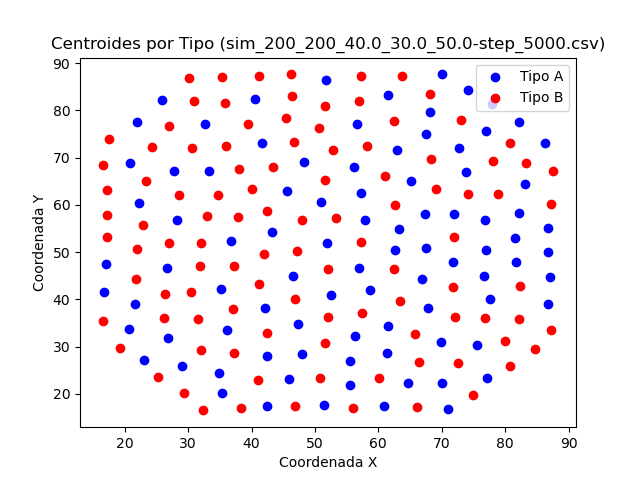 Centroides por Tipo (sim_200_200_40.0_30.0_50.0-step_5000.csv)
Tipo A
Tipo B
90
80
70
60
50
40
30
20
Coordenada Y
20 30 40 50 60 70 80 90
Coordenada X